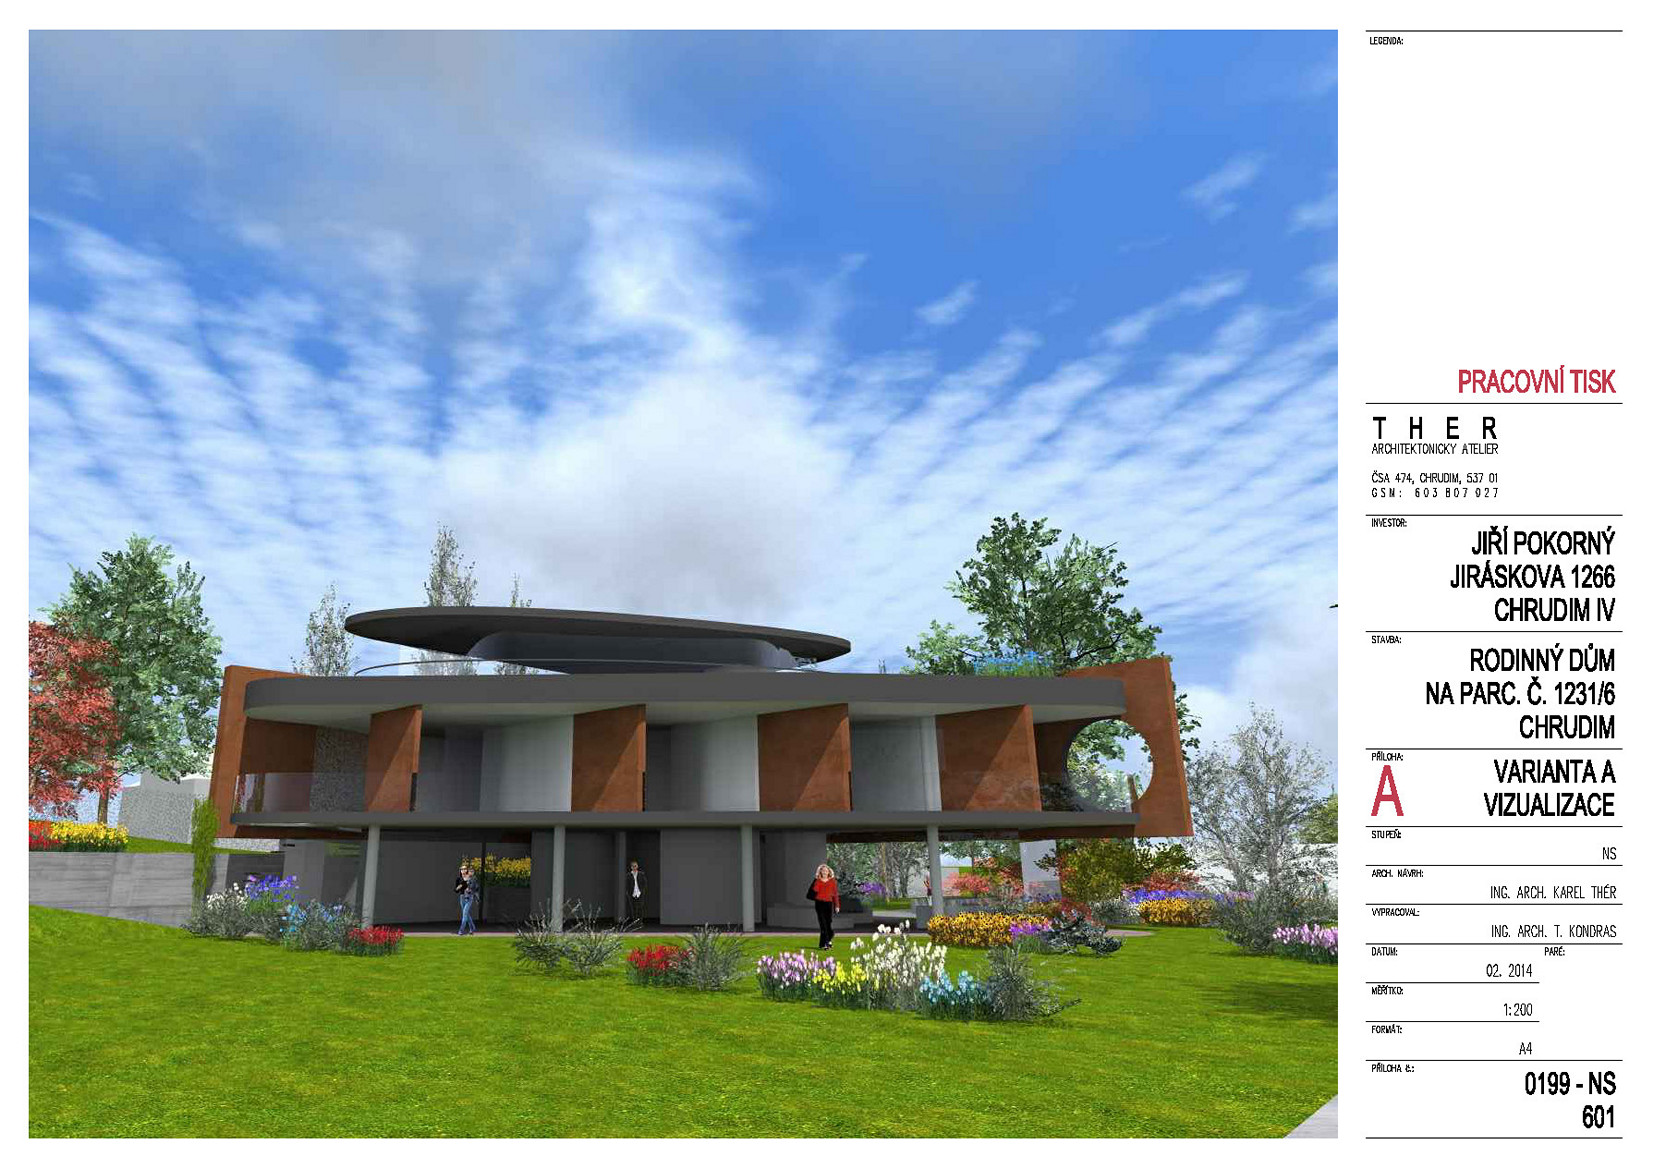 LEGENDA:
PRACOVNÍ TISK
THER
ARCHITEKTONICKY ATELIER
ČSA 474, CHRUDIM, 537 01
GSM: 603 807 027
INVESTOR:
JIŘÍ POKORNÝ
JIRÁSKOVA 1266
CHRUDIM IV
STAVBA:
RODINNÝ DŮM
NA PARC. Č. 1231/6
CHRUDIM
PŘÍLOHA:
A
VARIANTA A
VIZUALIZACE
STUPEŇ:
NS
ARCH. NÁVRH:
ING. ARCH. KAREL THÉR
VYPRACOVAL:
ING. ARCH. T. KONDRAS
DATUM:
PARÉ:
02. 2014
MĚŘÍTKO:
1:200
FORMÁT:
A4
PŘÍLOHA č.:
0199 - NS
601